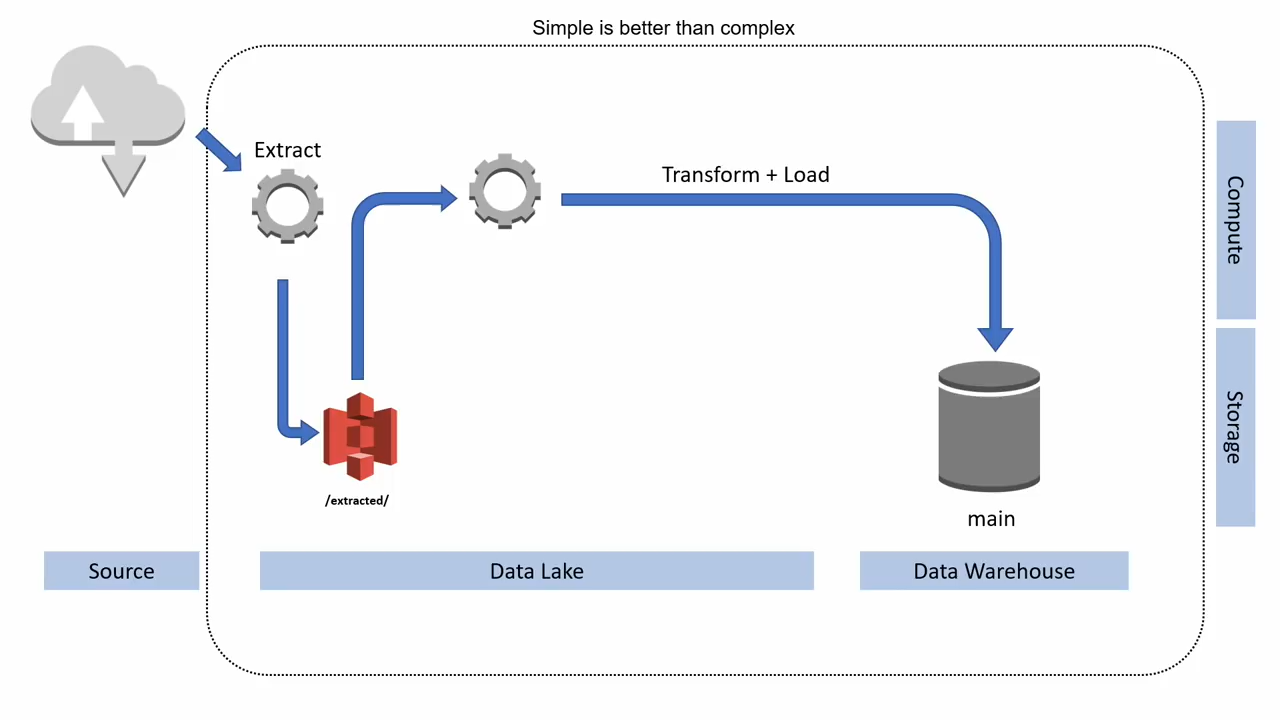 Simple is better than complex
Extract
Transform + Load
Compute
Storage
/extracted/
main
Source
Data Lake
Data Warehouse